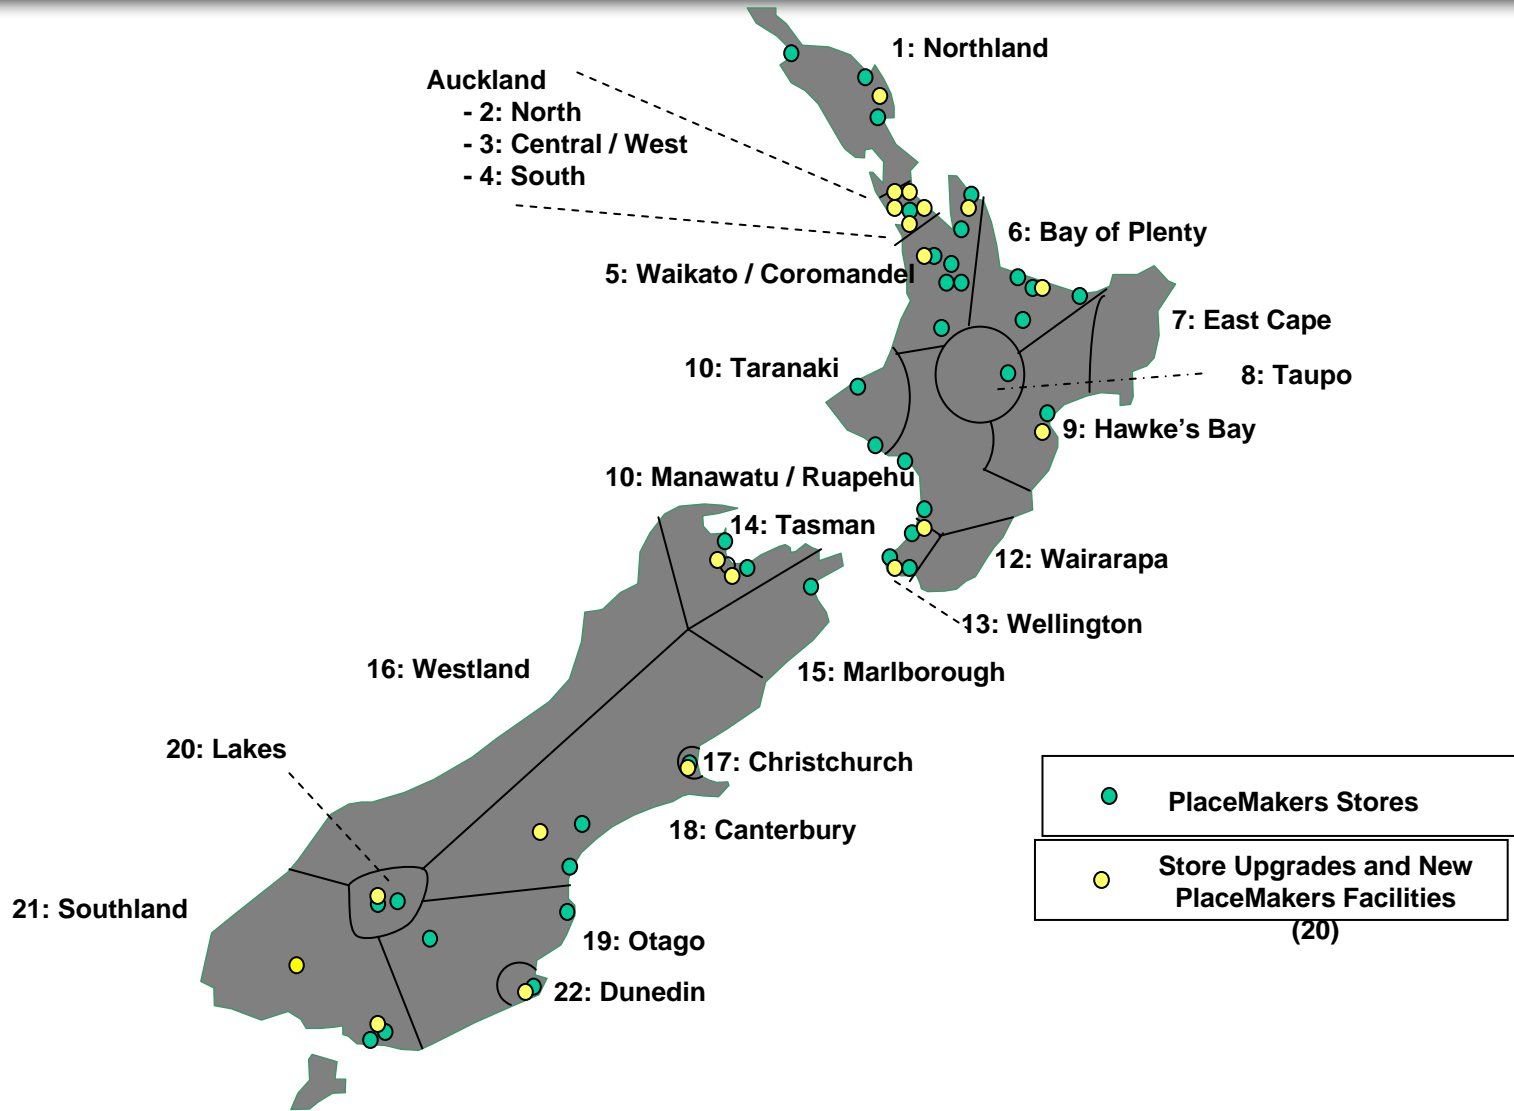 1: Northland
Auckland
- 2: North
- 3: Central / West
- 4: South
6: Bay of Plenty
5: Waikato / Coromandel
7: East Cape
10: Taranaki
8: Taupo
9: Hawke’s Bay
10: Manawatu / Ruapehu
14: Tasman
12: Wairarapa
13: Wellington
16: Westland
15: Marlborough
20: Lakes
17: Christchurch
PlaceMakers Stores
18: Canterbury
Store Upgrades and New
PlaceMakers Facilities
(20)
21: Southland
19: Otago
22: Dunedin